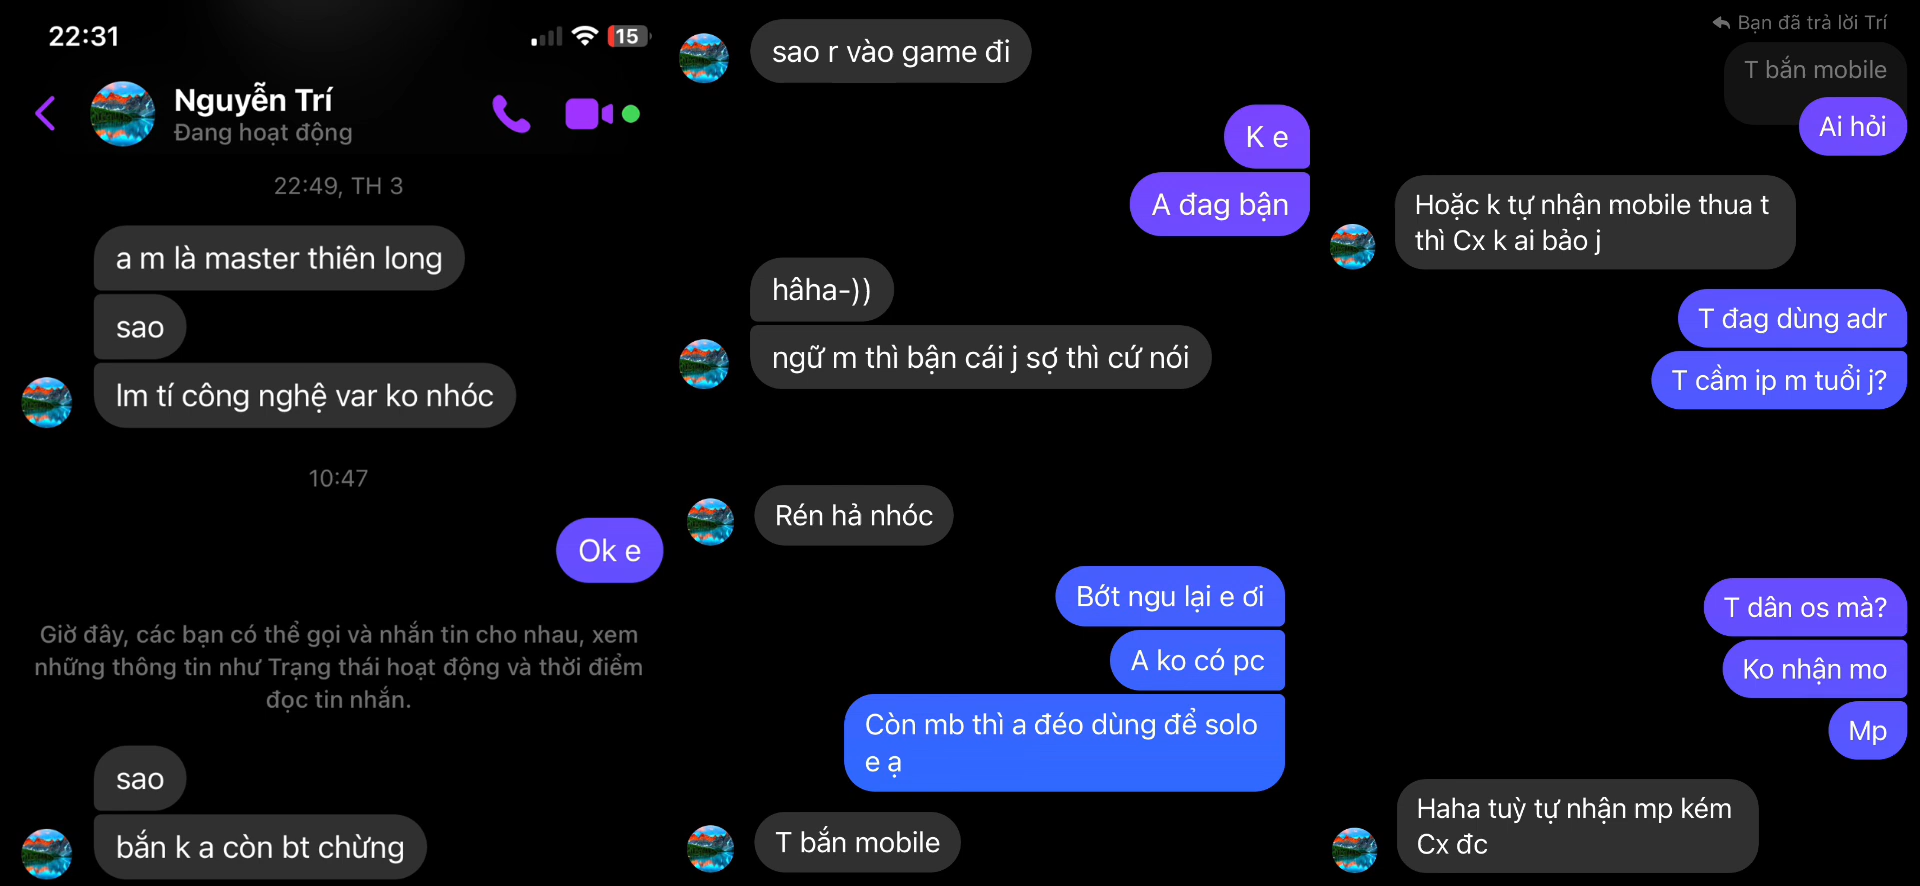 22:31
15
Nguyễn Trí
Đang hoạt động
22:49, TH 3
a m là master thiên long
sao
lm tí công nghệ var ko nhóc
10:47
Ok e
Giờ đây, các bạn có thể gọi và nhắn tin cho nhau, xem
những thông tin như Trạng thái hoạt động và thời điểm
đọc tin nhắn.
sao
bắn k a còn bt chừng
sao r vào game đi
K e
A đag bận
hâha-))
ngữ m thì bận cái j sợ thì cứ nói
Rén hả nhóc
Bớt ngu lại e ơi
A ko có pc
Còn mb thì a đéo dùng để solo
e ạ
T bắn mobile
Bạn đã trả lời Trí
T bắn mobile
Ai hỏi
Hoặc k tự nhận mobile thua t
thì Cx k ai bảo j
T đag dùng adr
T cầm ip m tuổi j?
T dân os mà?
Ko nhận mo
Mp
Haha tuỳ tự nhận mp kém
Cx đc